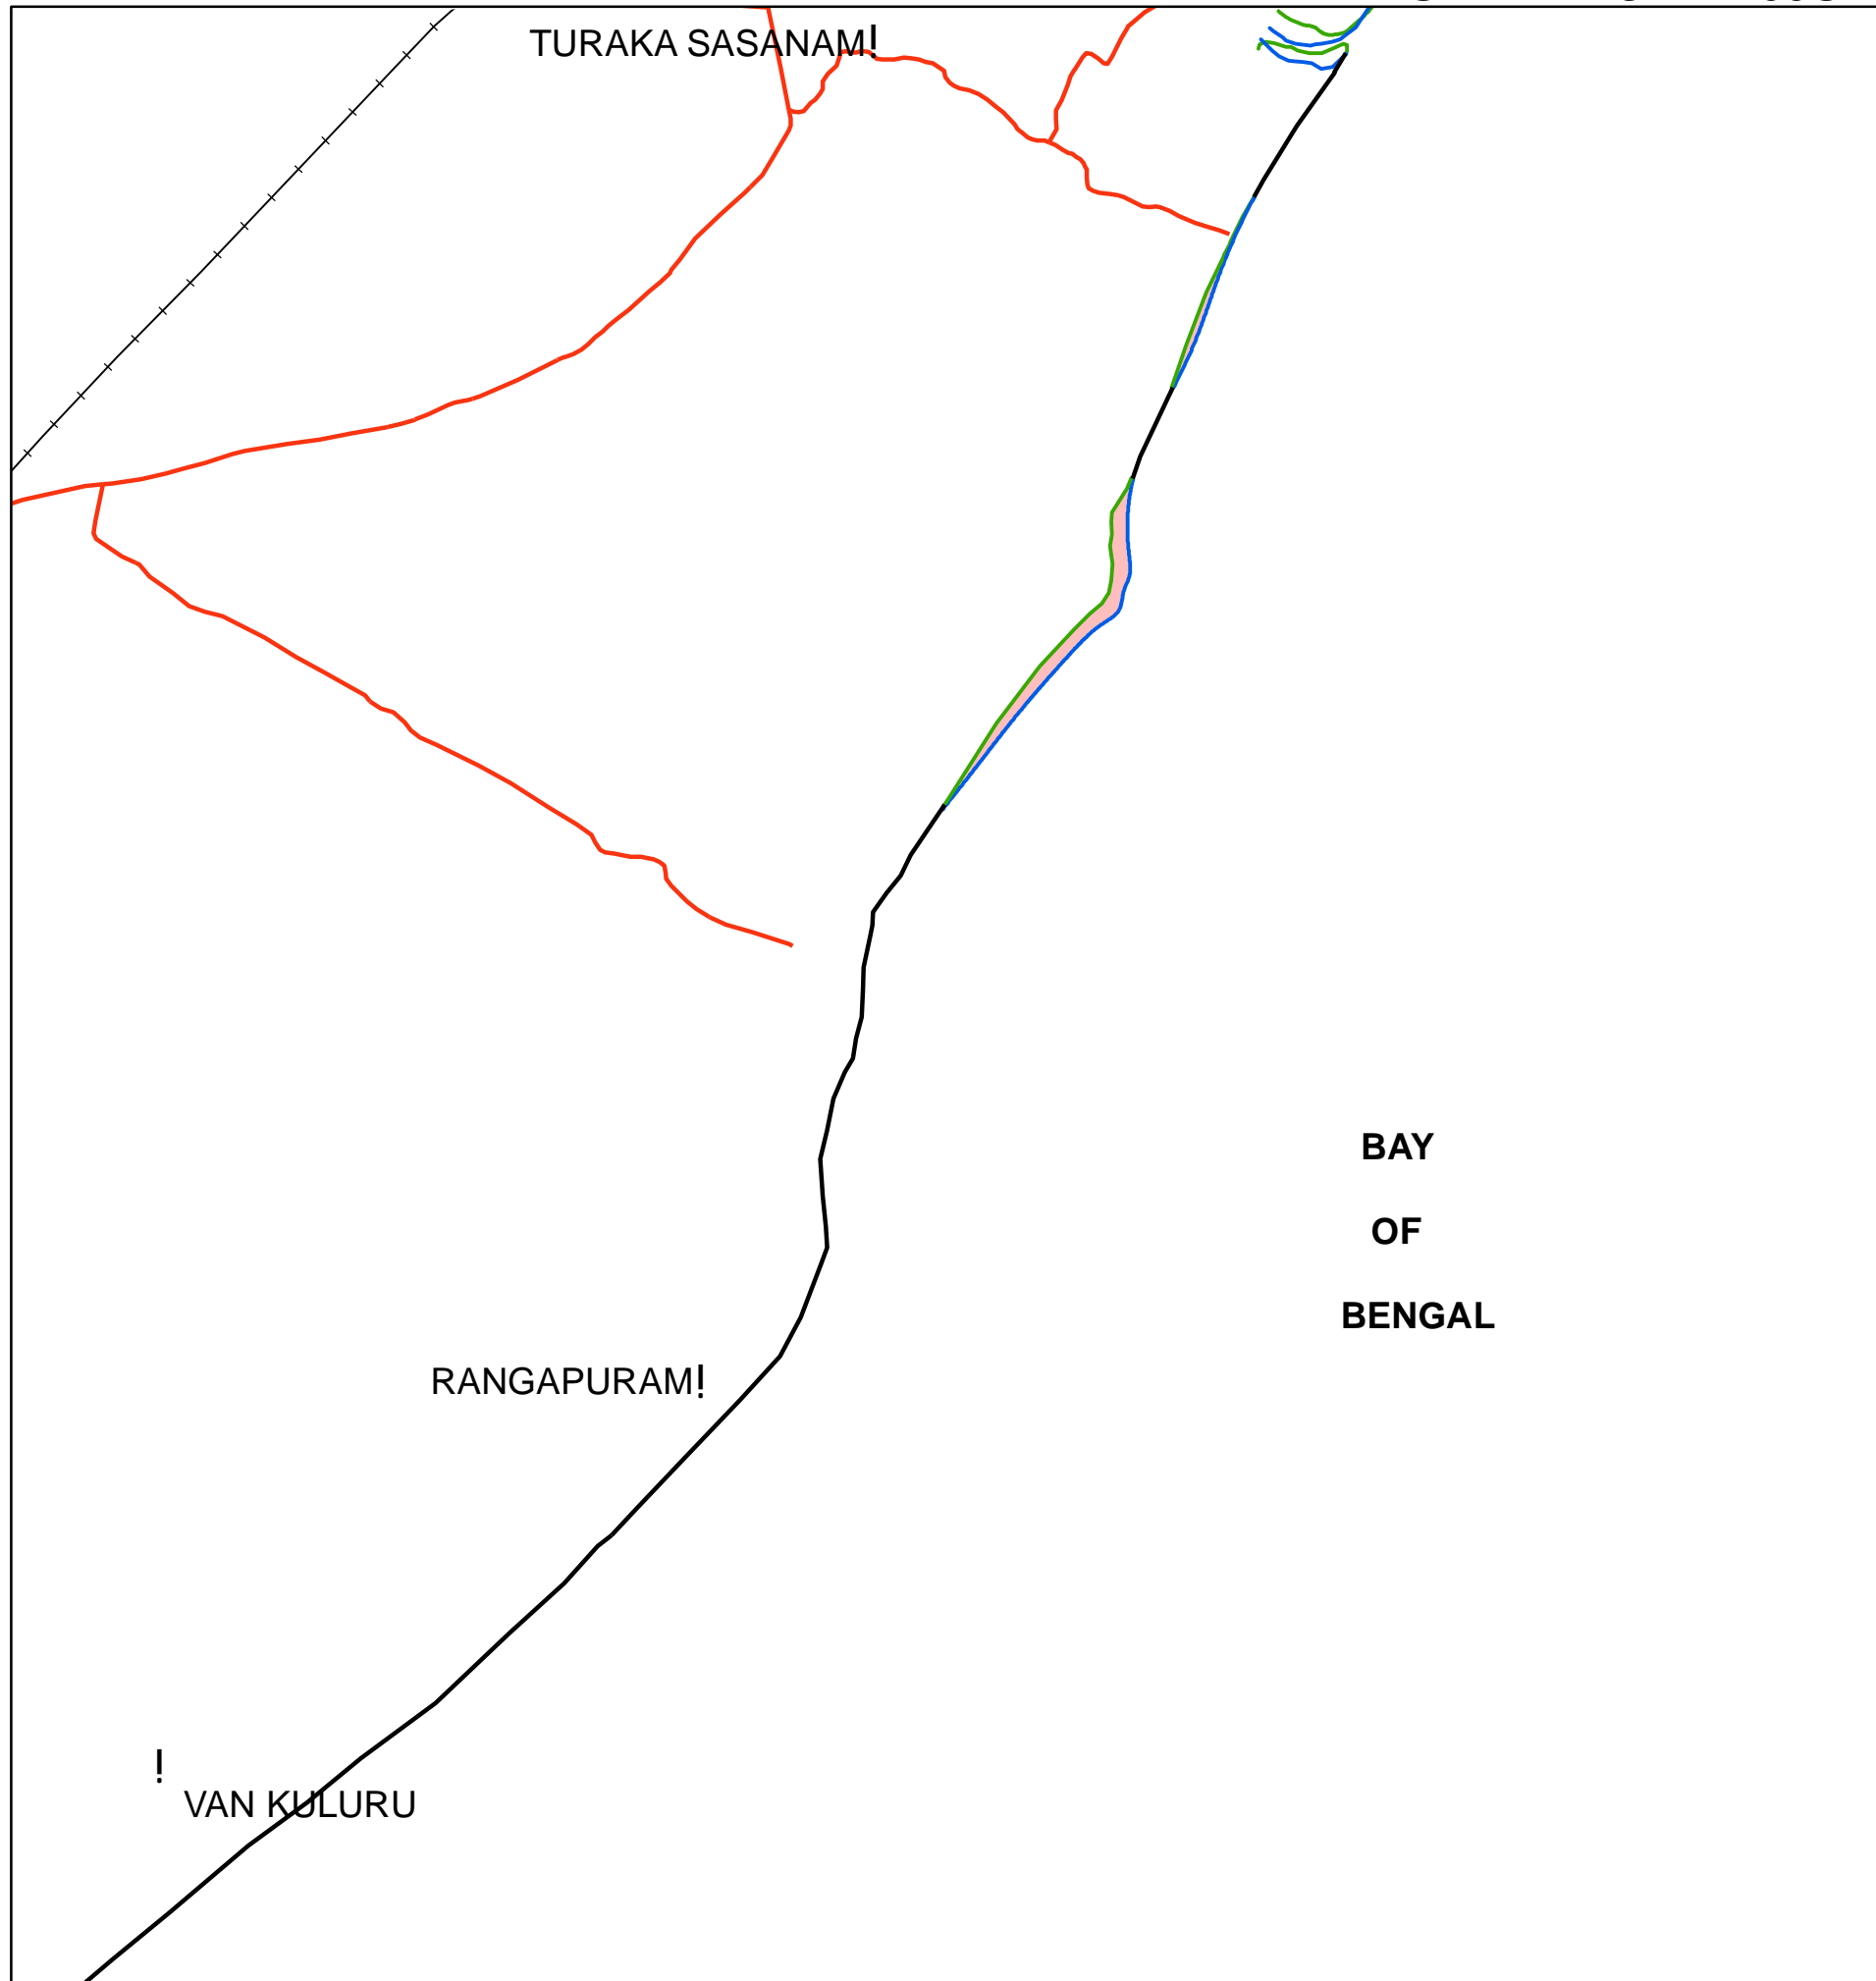 TURAKA SASANAM!
BAY
OF
BENGAL
RANGAPURAM!
!
VAN KULURU